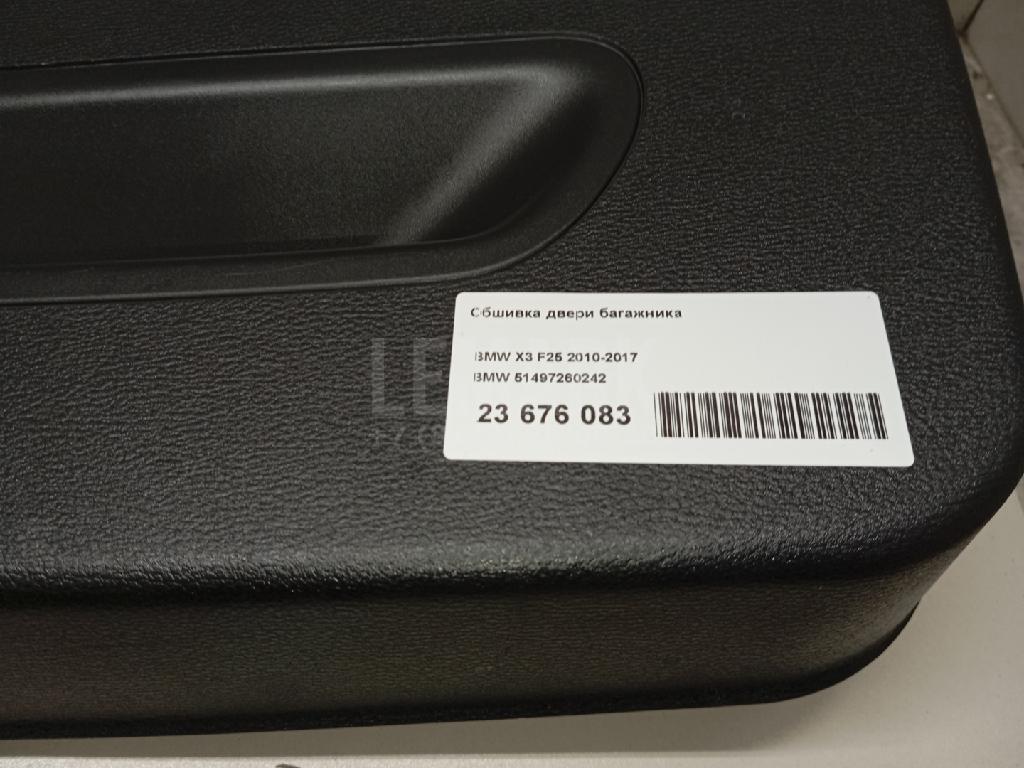 Обшивка двери багажника
BMW X3 F25 2010-2017
BMW 51497260242
23 676 083